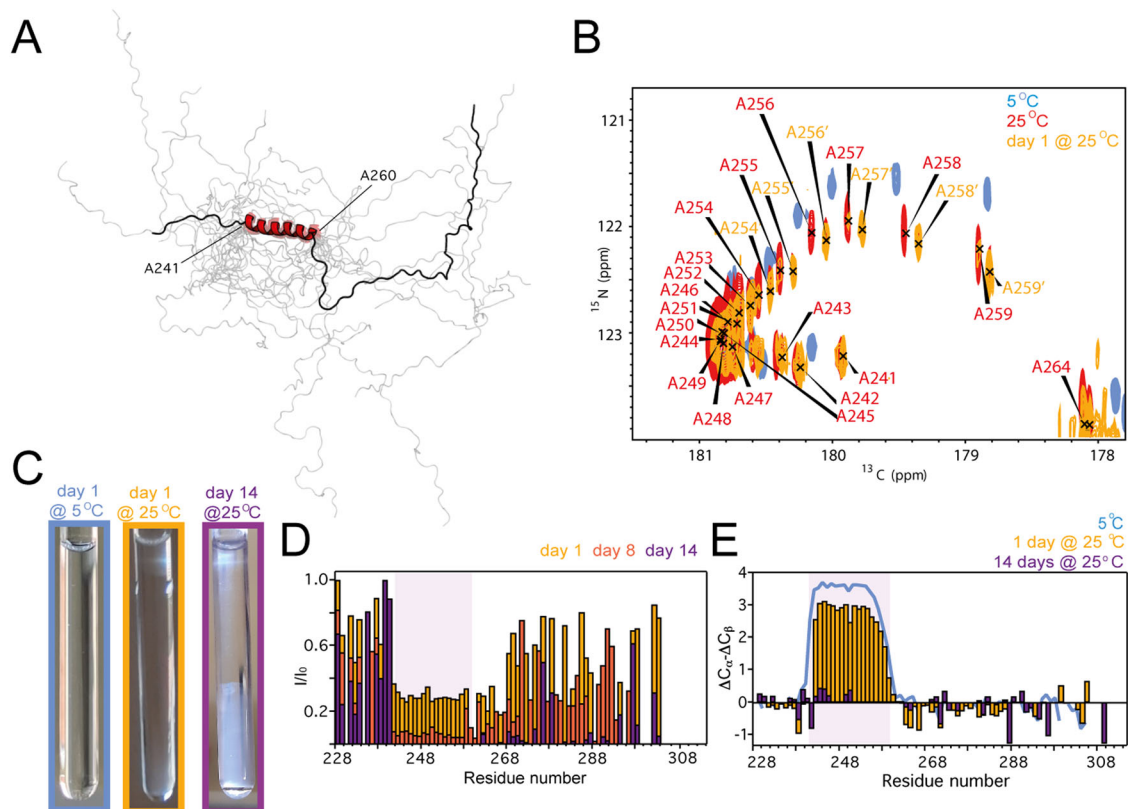 A
A241
A260
B
5 °C
25 °C
day 1 @ 25 °C
A256
A256'
A257
A257'
A258
A258'
A255
A255'
A254
A254'
A253
A252
A246
A251
A250
A244
A249
A248
A247
A245
A243
A242
A241
A259
A259'
A264
121
122
123
15N (ppm)
181
180
179
178
13C (ppm)
C
day 1
@ 5 °C
day 1
@ 25 °C
day 14
@25°C
D
day 1 day 8 day 14
1.0
0.6
0.2
I/I0
228
248
268
288
308
Residue number
E
5 °C
1 day @ 25 °C
14 days @ 25°C
4
3
2
1
0
-1
ΔCα-ΔCβ
228
248
268
288
308
Residue number